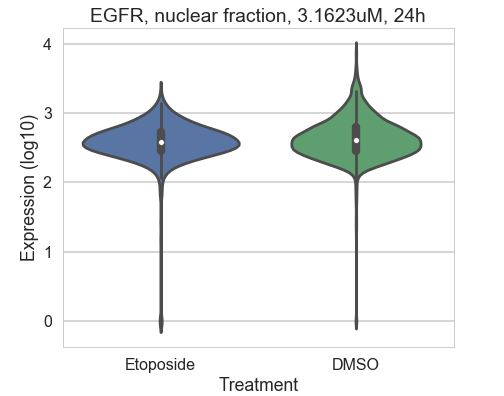 EGFR, nuclear fraction, 3.1623uM, 24h
Expression (log10)
4
3
2
1
0
Etoposide
DMSO
Treatment